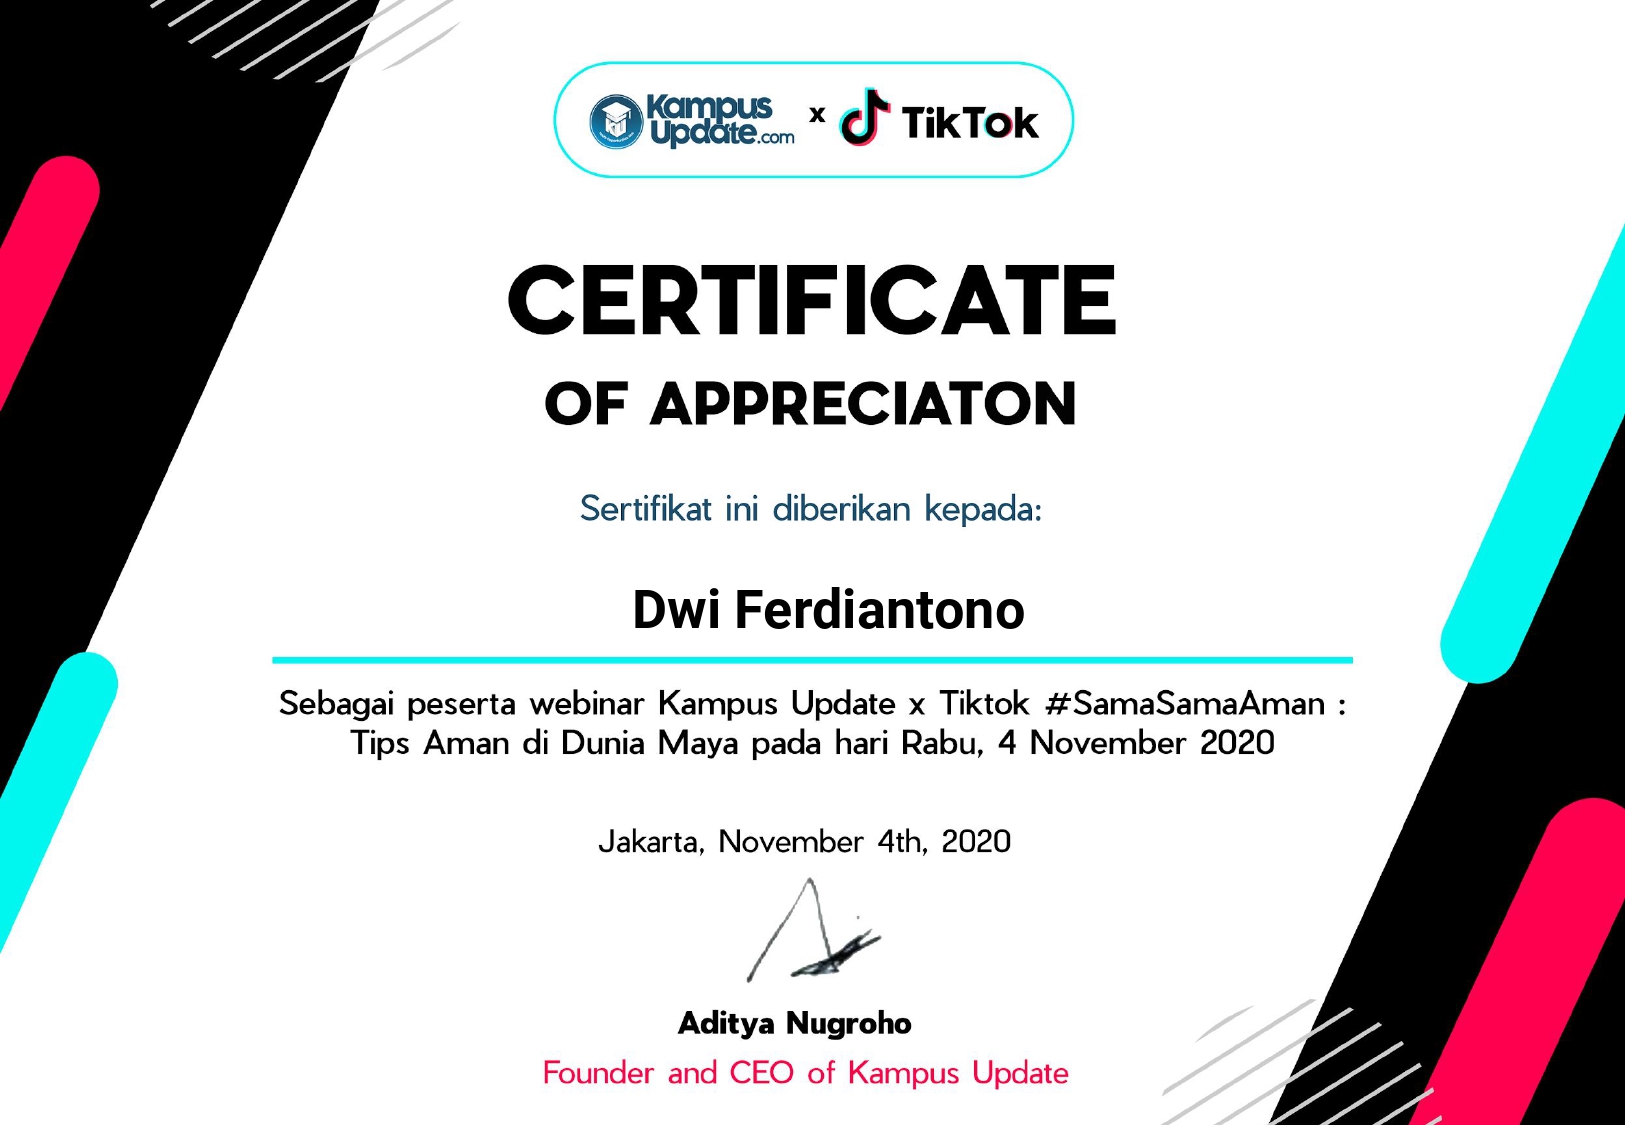 Kampus
Update.com x TikTok
CERTIFICATE
OF APPRECIATON
Sertifikat ini diberikan kepada:
Dwi Ferdiantono
Sebagai peserta webinar Kampus Update x Tiktok #SamaSamaAman :
Tips Aman di Dunia Maya pada hari Rabu, 4 November 2020
Jakarta, November 4th, 2020
Aditya Nugroho
Founder and CEO of Kampus Update